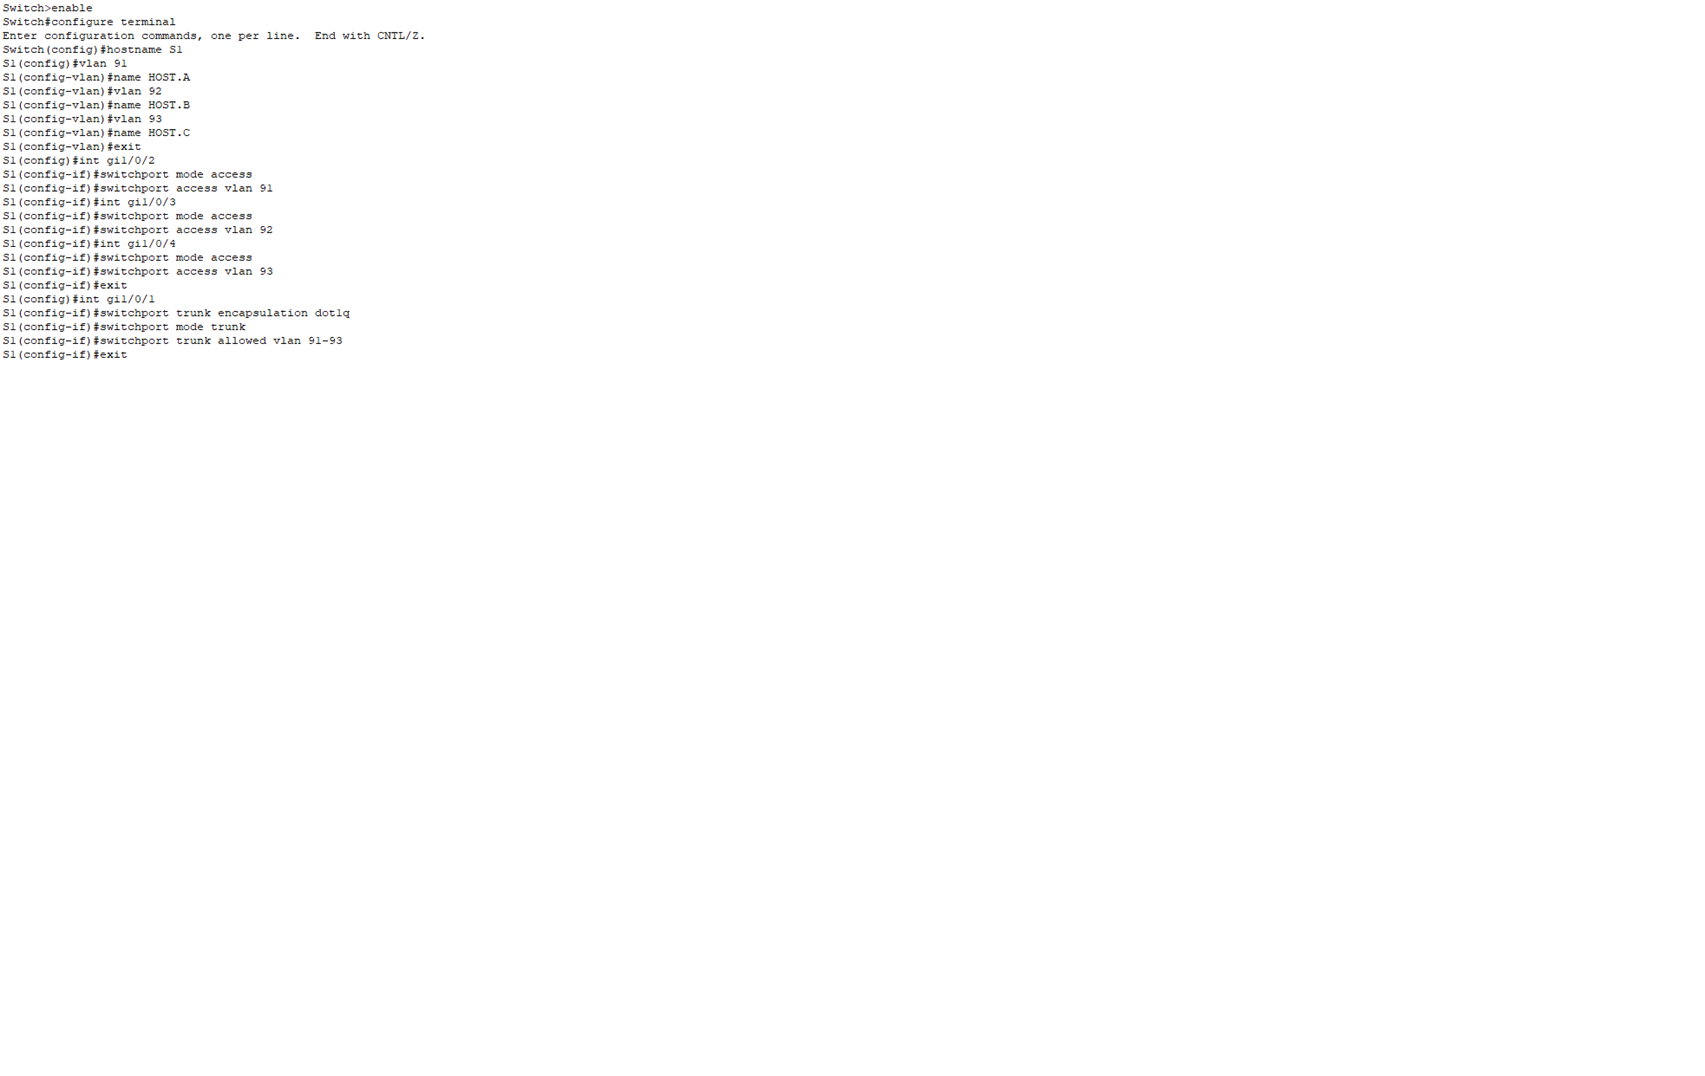 Switch>enable
Switch#configure terminal
Enter configuration commands, one per line.  End with CNTL/Z.
Switch(config)#hostname S1
S1(config)#vlan 91
S1(config-vlan)#name HOST.A
S1(config-vlan)#vlan 92
S1(config-vlan)#name HOST.B
S1(config-vlan)#vlan 93
S1(config-vlan)#name HOST.C
S1(config-vlan)#exit
S1(config)#int gi1/0/2
S1(config-if)#switchport mode access
S1(config-if)#switchport access vlan 91
S1(config-if)#int gi1/0/3
S1(config-if)#switchport mode access
S1(config-if)#switchport access vlan 92
S1(config-if)#int gi1/0/4
S1(config-if)#switchport mode access
S1(config-if)#switchport access vlan 93
S1(config-if)#exit
S1(config)#int gi1/0/1
S1(config-if)#switchport trunk encapsulation dot1q
S1(config-if)#switchport mode trunk
S1(config-if)#switchport trunk allowed vlan 91-93
S1(config-if)#exit